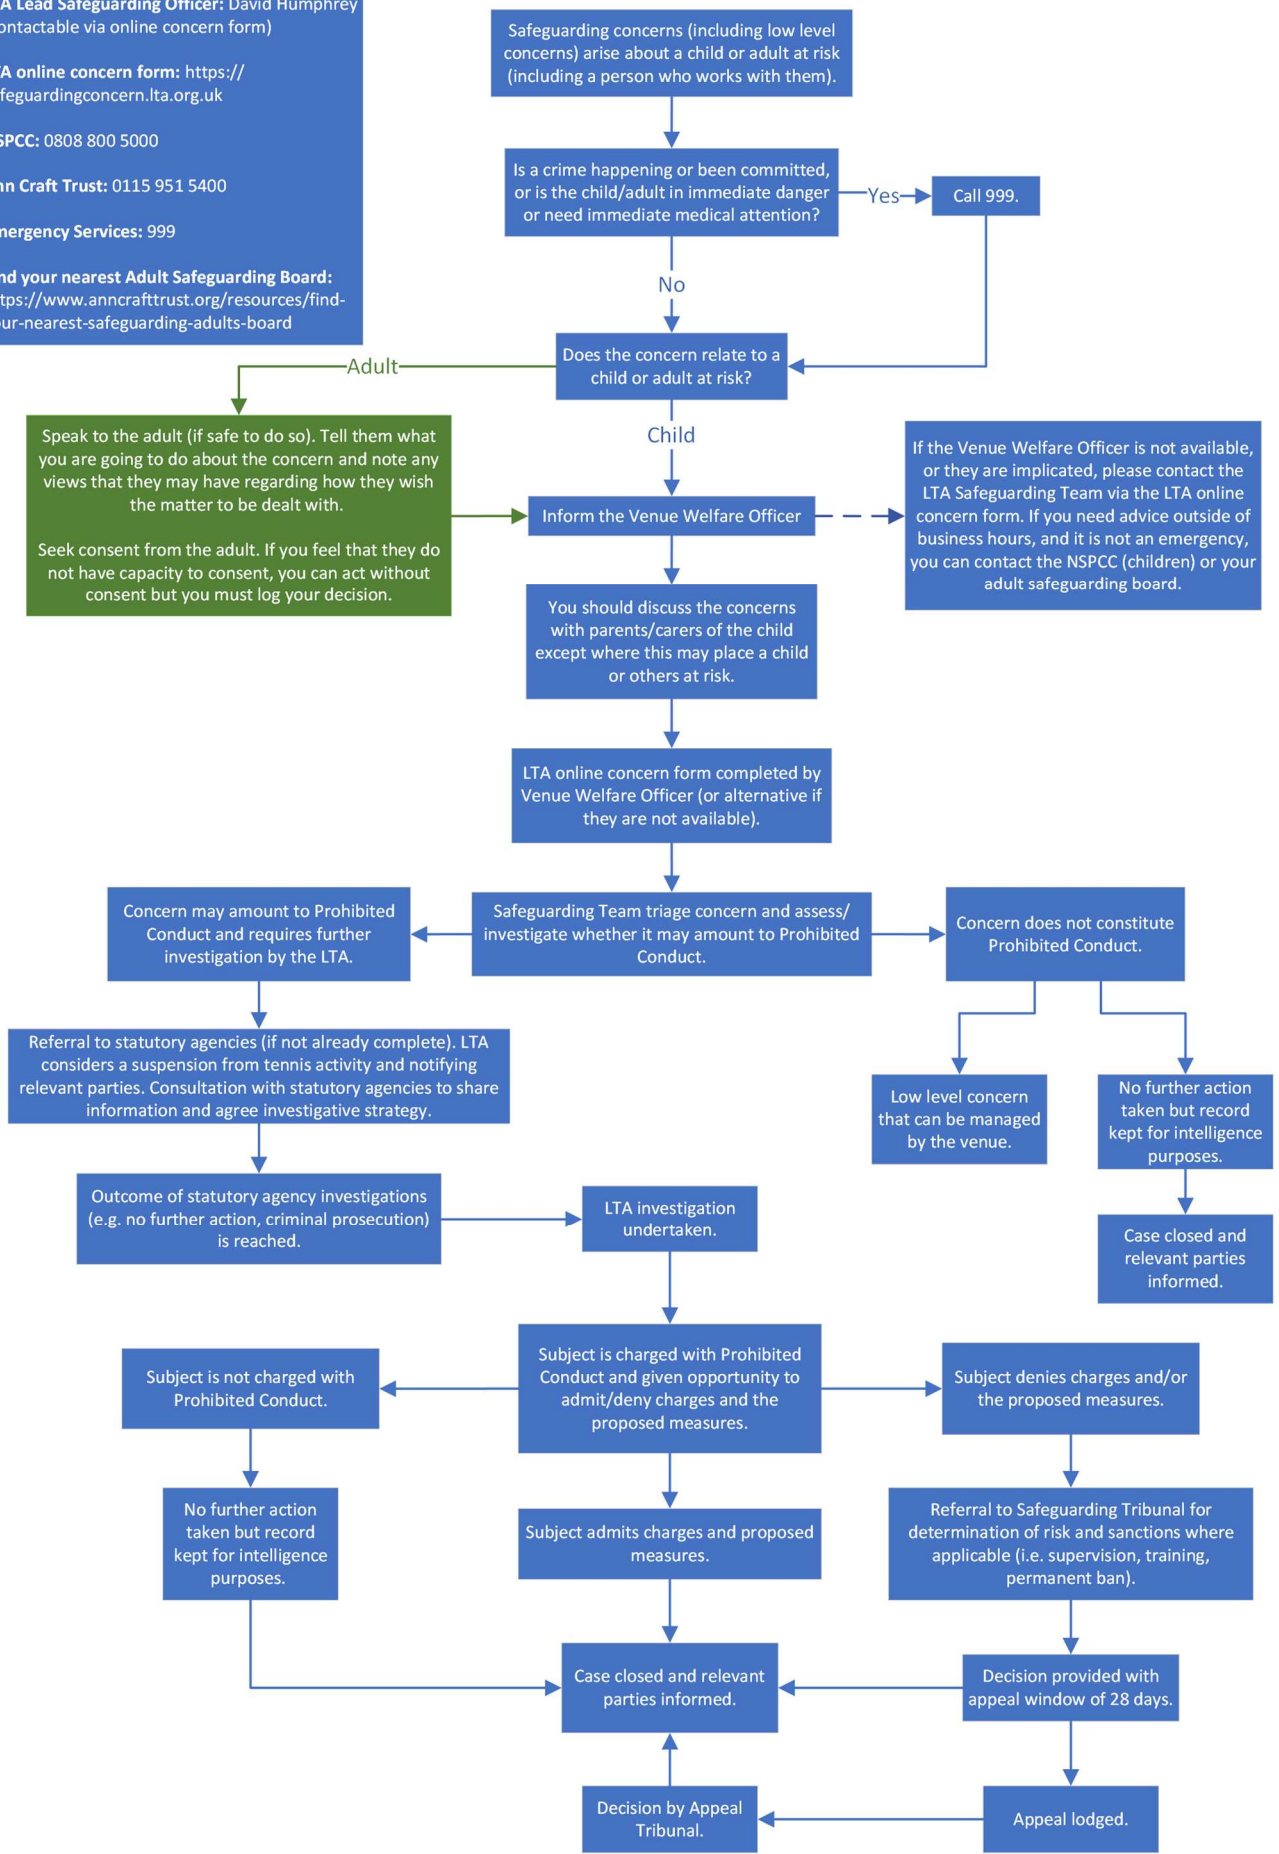 A Lead Safeguarding Officer: David Humphrey
ontactable via online concern form)
A online concern form: https://
feguardingconcern.lta.org.uk
SPCC: 0808 800 5000
nn Craft Trust: 0115 951 5400
mergency Services: 999
nd your nearest Adult Safeguarding Board:
tps://www.anncrafttrust.org/resources/find-
our-nearest-safeguarding-adults-board
Safeguarding concerns (including low level
concerns) arise about a child or adult at risk
(including a person who works with them).
Is a crime happening or been committed,
or is the child/adult in immediate danger
or need immediate medical attention?
Yes
Call 999.
No
Does the concern relate to a
child or adult at risk?
Adult
Child
Speak to the adult (if safe to do so). Tell them what
you are going to do about the concern and note any
views that they may have regarding how they wish
the matter to be dealt with.
Seek consent from the adult. If you feel that they do
not have capacity to consent, you can act without
consent but you must log your decision.
Inform the Venue Welfare Officer
If the Venue Welfare Officer is not available,
or they are implicated, please contact the
LTA Safeguarding Team via the LTA online
concern form. If you need advice outside of
business hours, and it is not an emergency,
you can contact the NSPCC (children) or your
adult safeguarding board.
You should discuss the concerns
with parents/carers of the child
except where this may place a child
or others at risk.
LTA online concern form completed by
Venue Welfare Officer (or alternative if
they are not available).
Concern may amount to Prohibited
Conduct and requires further
investigation by the LTA.
Safeguarding Team triage concern and assess/
investigate whether it may amount to Prohibited
Conduct.
Concern does not constitute
Prohibited Conduct.
Referral to statutory agencies (if not already complete). LTA
considers a suspension from tennis activity and notifying
relevant parties. Consultation with statutory agencies to share
information and agree investigative strategy.
Low level concern
that can be managed
by the venue.
No further action
taken but record
kept for intelligence
purposes.
Outcome of statutory agency investigations
(e.g. no further action, criminal prosecution)
is reached.
LTA investigation
undertaken.
Case closed and
relevant parties
informed.
Subject is not charged with
Prohibited Conduct.
Subject is charged with Prohibited
Conduct and given opportunity to
admit/deny charges and the
proposed measures.
Subject denies charges and/or
the proposed measures.
No further action
taken but record
kept for intelligence
purposes.
Subject admits charges and proposed
measures.
Referral to Safeguarding Tribunal for
determination of risk and sanctions where
applicable (i.e. supervision, training,
permanent ban).
Case closed and relevant
parties informed.
Decision provided with
appeal window of 28 days.
Decision by Appeal
Tribunal.
Appeal lodged.